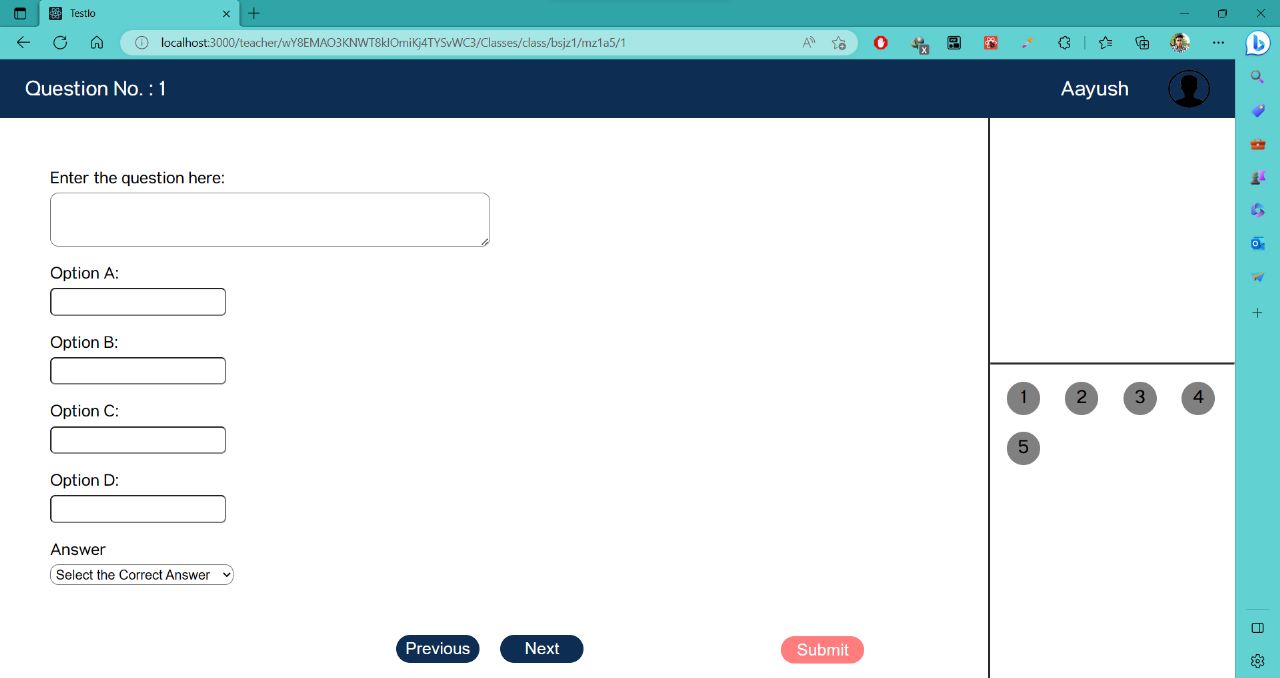 Testlo
localhost:3000/teacher/wY8EMAO3KNWT8kIOmiKj4TYSvWC3/Classes/class/bsjz1/mz1a5/1
Question No. : 1
Aayush
Enter the question here:
Option A:
Option B:
Option C:
Option D:
Answer
Select the Correct Answer
Previous
Next
Submit
1 2 3 4
5